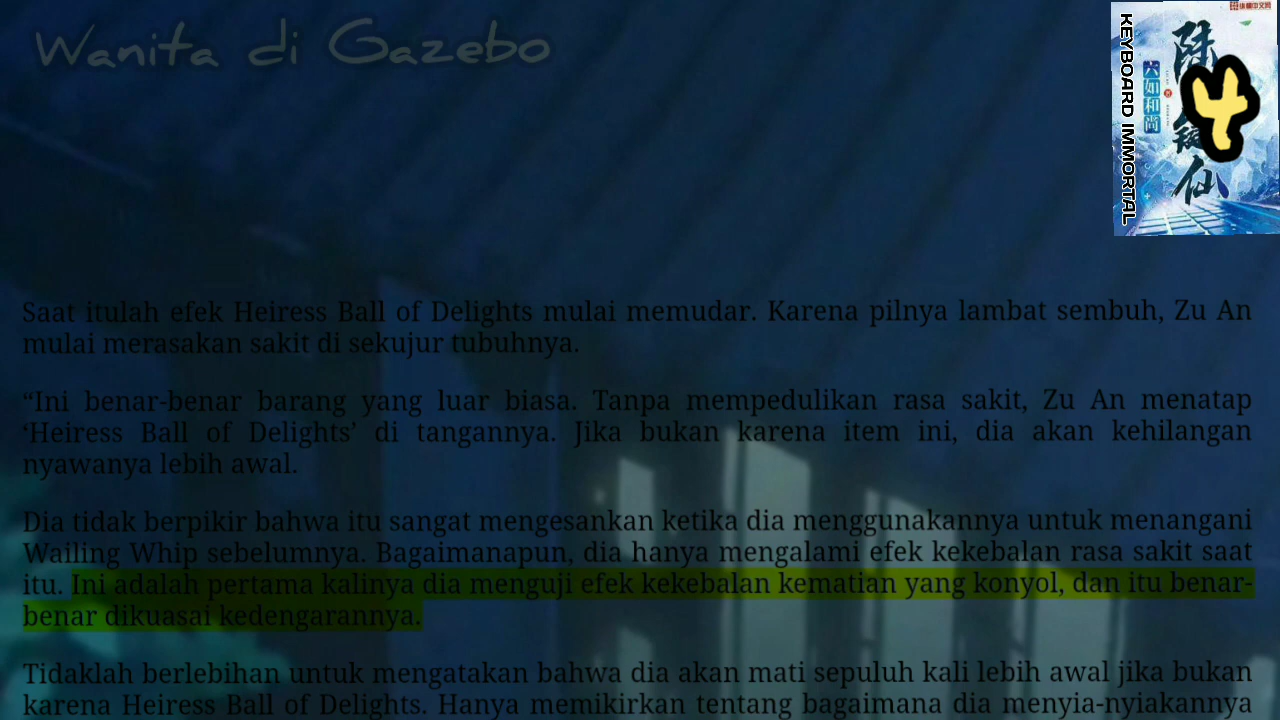 Wanita di Gazebo
KEYBOARD IMMORTAL
六如和尚
4
Saat itulah efek Heiress Ball of Delights mulai memudar. Karena pilnya lambat sembuh, Zu An
mulai merasakan sakit di sekujur tubuhnya.
“Ini benar-benar barang yang luar biasa. Tanpa mempedulikan rasa sakit, Zu An menatap
‘Heiress Ball of Delights’ di tangannya. Jika bukan karena item ini, dia akan kehilangan
nyawanya lebih awal.
Dia tidak berpikir bahwa itu sangat mengesankan ketika dia menggunakannya untuk menangani
Wailing Whip sebelumnya. Bagaimanapun, dia hanya mengalami efek kekebalan rasa sakit saat
itu. Ini adalah pertama kalinya dia menguji efek kekebalan kematian yang konyol, dan itu benar-
benar dikuasai kedengarannya.
Tidaklah berlebihan untuk mengatakan bahwa dia akan mati sepuluh kali lebih awal jika bukan
karena Heiress Ball of Delights. Hanya memikirkan tentang bagaimana dia menyia-nyiakannya